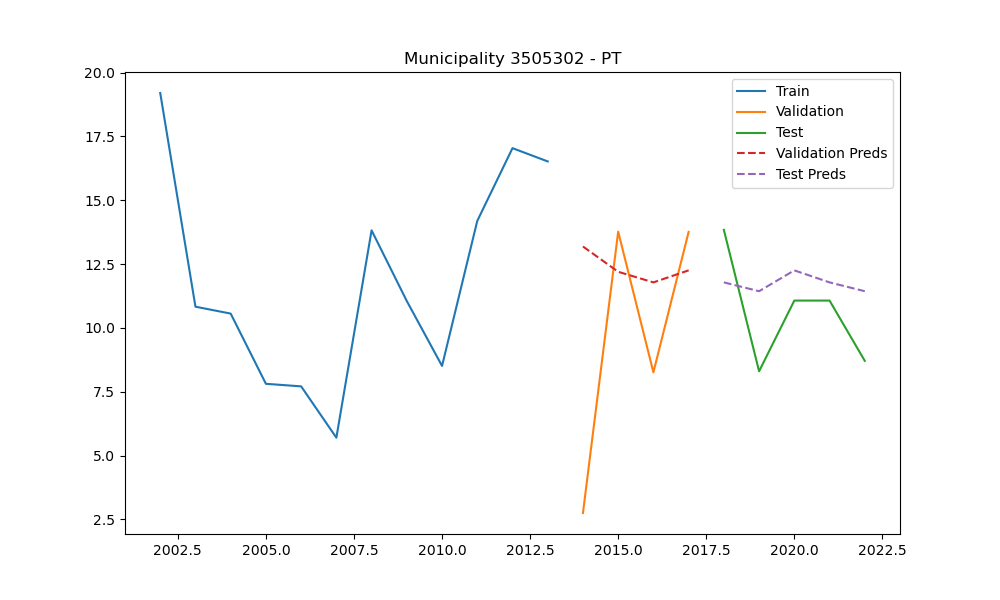 Municipality 3505302 - PT
20.0
17.5
15.0
12.5
10.0
7.5
5.0
2.5
Train
Validation
Test
Validation Preds
Test Preds
2002.5 2005.0 2007.5 2010.0 2012.5 2015.0 2017.5 2020.0 2022.5